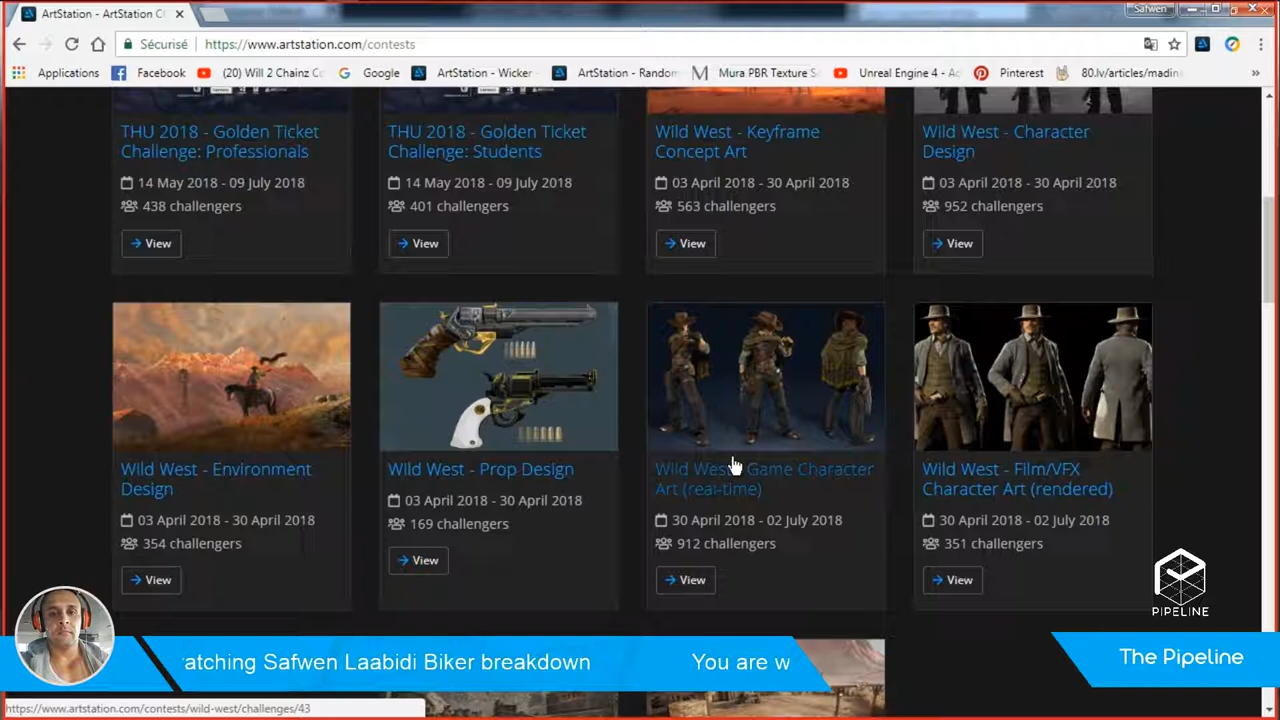 ArtStation - ArtStation C
Safwen
Sécurisé
https://www.artstation.com/contests
Applications
Facebook
(20) Will 2 Chainz C
Google
ArtStation - Wicker
ArtStation - Random
Mura PBR Texture S
Unreal Engine 4 - A
Pinterest
80.lv/articles/madin
»
THU 2018 - Golden Ticket
Challenge: Professionals
14 May 2018 - 09 July 2018
438 challengers
View
THU 2018 - Golden Ticket
Challenge: Students
14 May 2018 - 09 July 2018
401 challengers
View
Wild West - Keyframe
Concept Art
03 April 2018 - 30 April 2018
563 challengers
View
Wild West - Character
Design
03 April 2018 - 30 April 2018
952 challengers
View
Wild West - Environment
Design
03 April 2018 - 30 April 2018
354 challengers
View
Wild West - Prop Design
03 April 2018 - 30 April 2018
169 challengers
View
Wild West - Game Character
Art (real-time)
30 April 2018 - 02 July 2018
912 challengers
View
Wild West - Film/VFX
Character Art (rendered)
30 April 2018 - 02 July 2018
351 challengers
View
PIPELINE
atching Safwen Laabidi Biker breakdown
You are w
The Pipeline
https://www.artstation.com/contests/wild-west/challenges/43